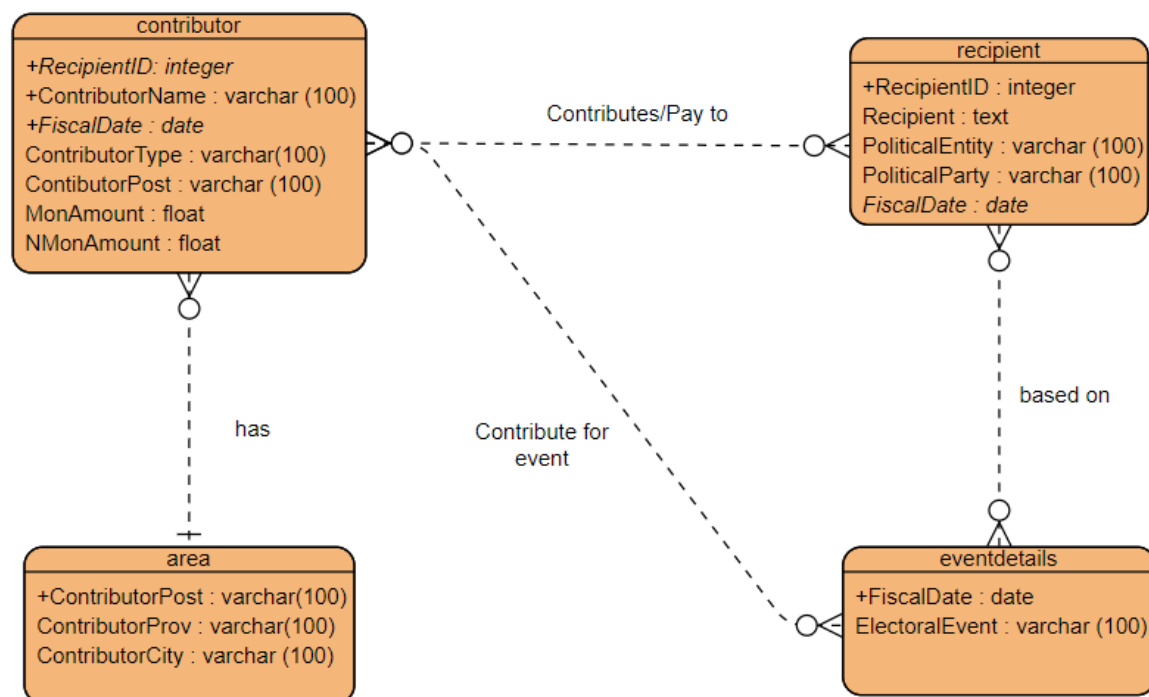 contributor
+RecipientID: integer
+ContributorName : varchar (100)
+FiscalDate : date
ContributorType : varchar(100)
ContibutorPost : varchar (100)
MonAmount : float
NMonAmount : float
Contributes/Pay to
recipient
+RecipientID : integer
Recipient : text
PoliticalEntity : varchar (100)
PoliticalParty : varchar (100)
FiscalDate : date
has
Contribute for
event
based on
area
+ContributorPost : varchar(100)
ContributorProv : varchar(100)
ContributorCity : varchar (100)
eventdetails
+FiscalDate : date
ElectoralEvent : varchar (100)